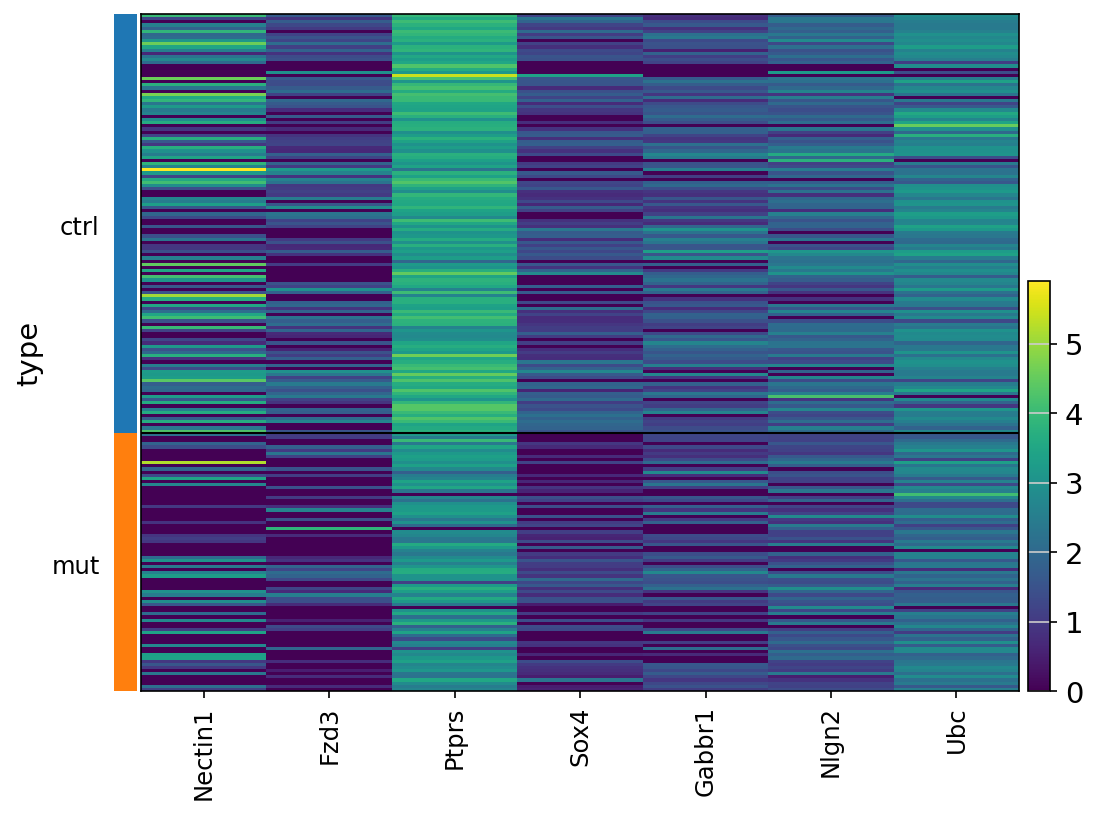 type
ctrl
mut
Nectin1
Fzd3
Ptprs
Sox4
Gabbr1
Nlgn2
Ubc
5
4
3
2
1
0